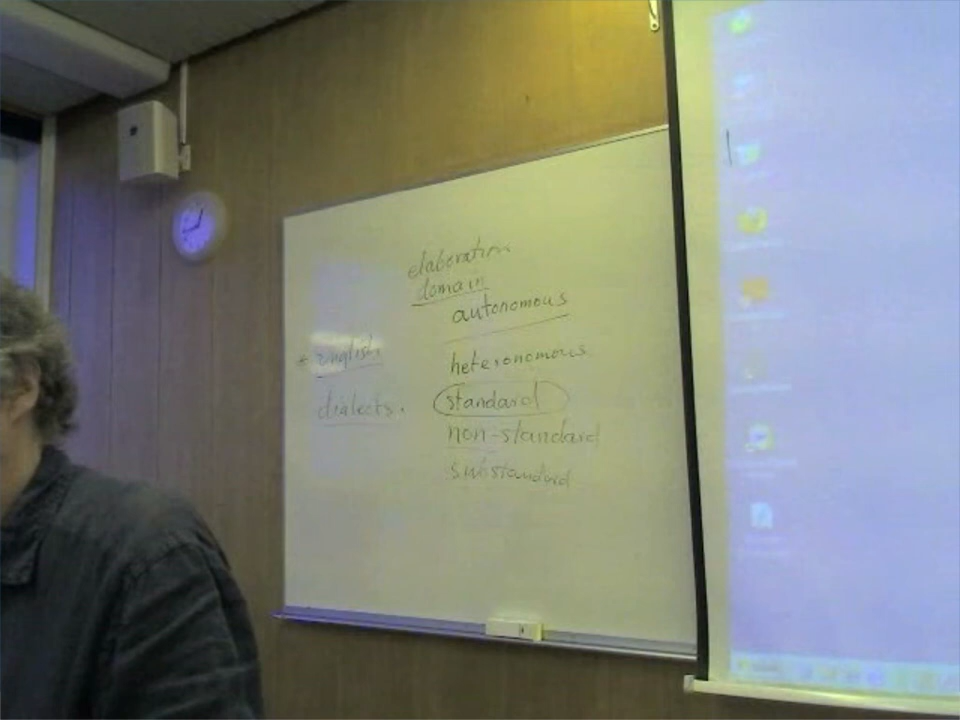 elaboration
domain
autonomous
* english
heteronomous
dialects.
standard
non-standard
substandard